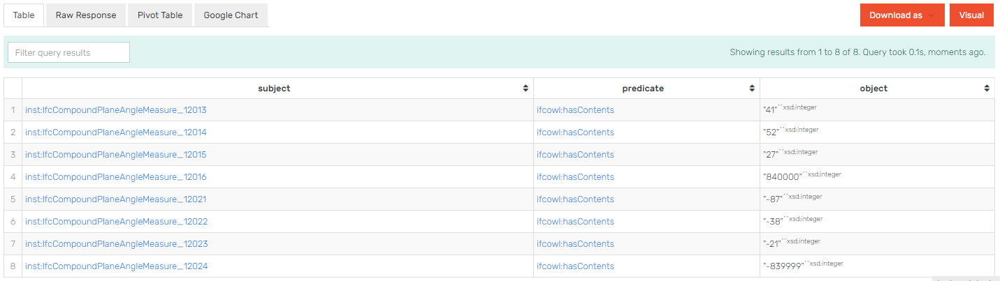 Table Raw Response Pivot Table Google Chart Download as Visual
Filter query results Showing results from 1 to 8 of 8. Query took 0.1s, moments ago.
subject predicate object
1 inst:IfcCompoundPlaneAngleMeasure_12013 ifcowl:hasContents "41"^^xsd:integer
2 inst:IfcCompoundPlaneAngleMeasure_12014 ifcowl:hasContents "52"^^xsd:integer
3 inst:IfcCompoundPlaneAngleMeasure_12015 ifcowl:hasContents "27"^^xsd:integer
4 inst:IfcCompoundPlaneAngleMeasure_12016 ifcowl:hasContents "840000"^^xsd:integer
5 inst:IfcCompoundPlaneAngleMeasure_12021 ifcowl:hasContents "-87"^^xsd:integer
6 inst:IfcCompoundPlaneAngleMeasure_12022 ifcowl:hasContents "-38"^^xsd:integer
7 inst:IfcCompoundPlaneAngleMeasure_12023 ifcowl:hasContents "-21"^^xsd:integer
8 inst:IfcCompoundPlaneAngleMeasure_12024 ifcowl:hasContents "-839999"^^xsd:integer